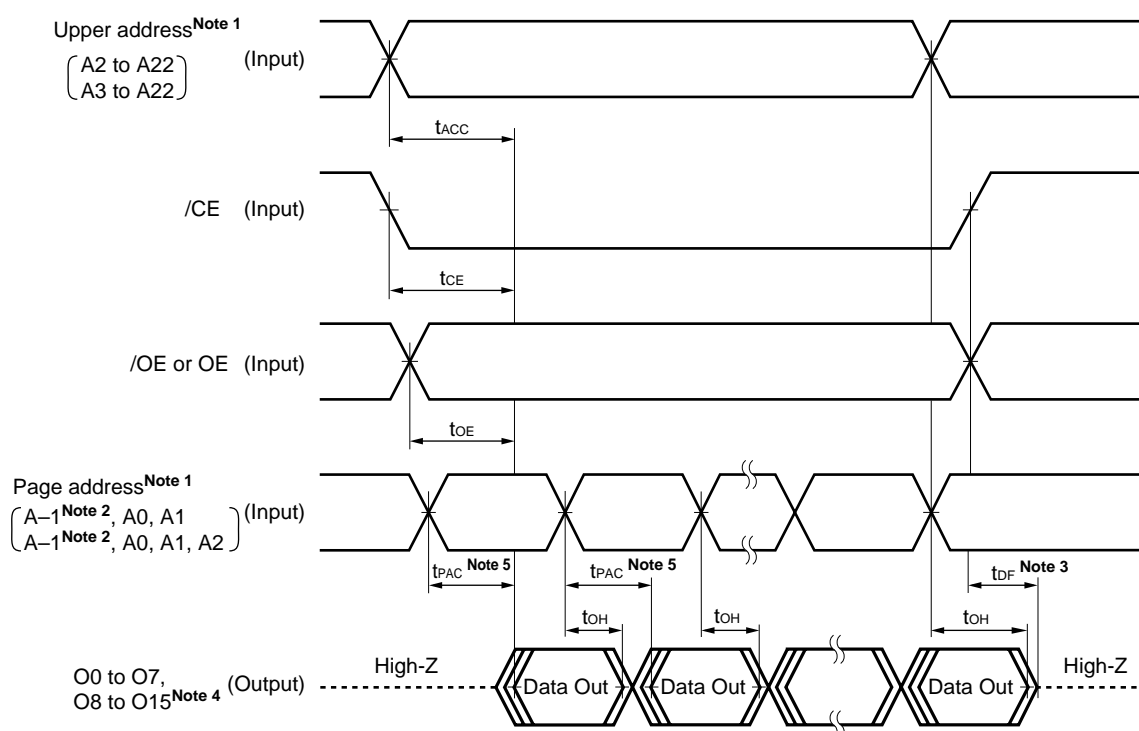 Upper address Note 1
A2 to A22
A3 to A22
(Input)
tACC
/CE (Input)
tCE
/OE or OE (Input)
tOE
Page address Note 1
A–1 Note 2, A0, A1
A–1 Note 2, A0, A1, A2
(Input)
tPAC Note 5
tPAC Note 5
tDF Note 3
tOH
tOH
tOH
O0 to O7,
O8 to O15 Note 4
(Output)
High-Z
Data Out
Data Out
Data Out
High-Z